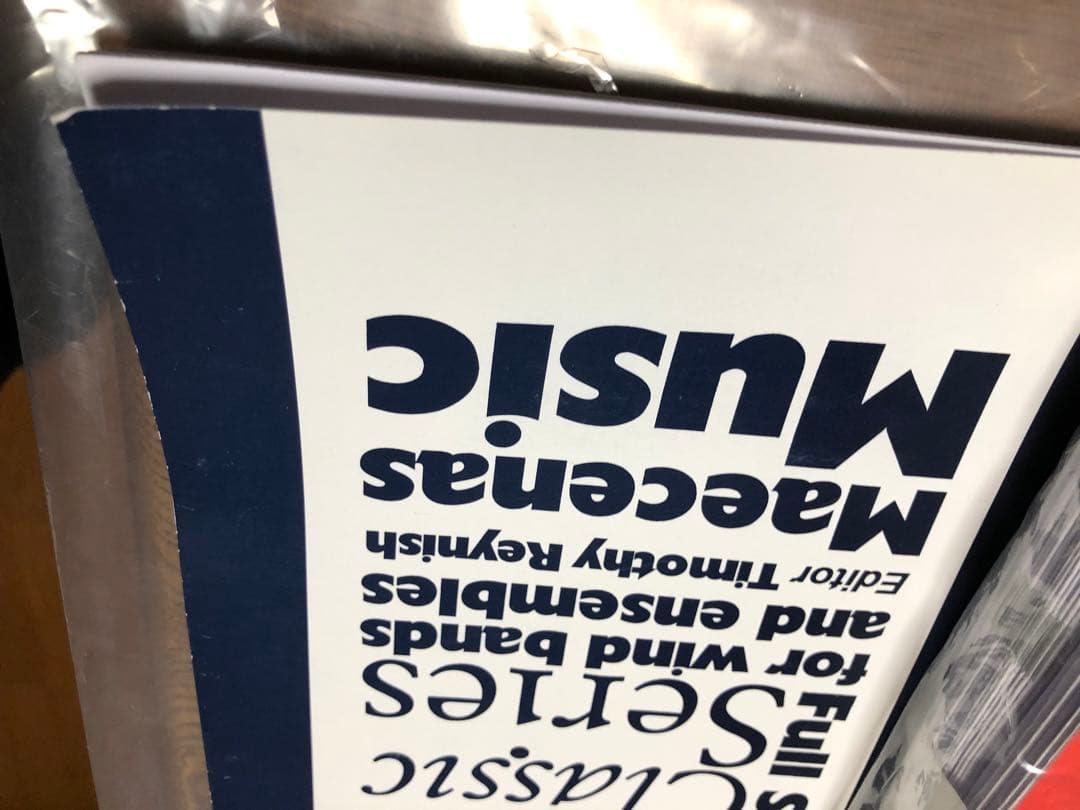 Classic
Series
for wind bands
and ensembles
Editor Timothy Reynish
Maecenas
Music
Full